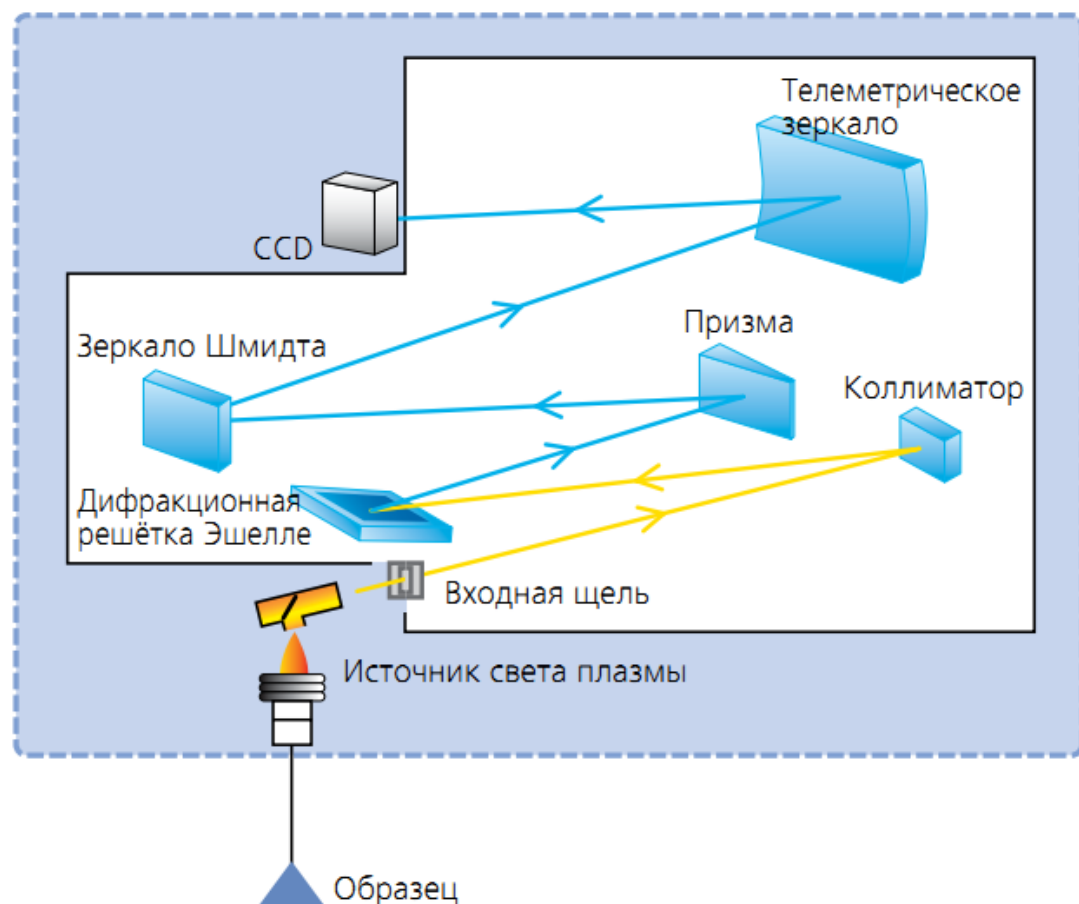 Телеметрическое
зеркало
CCD
Зеркало Шмидта
Призма
Коллиматор
Дифракционная
решётка Эшелле
Входная щель
Источник света плазмы
Образец